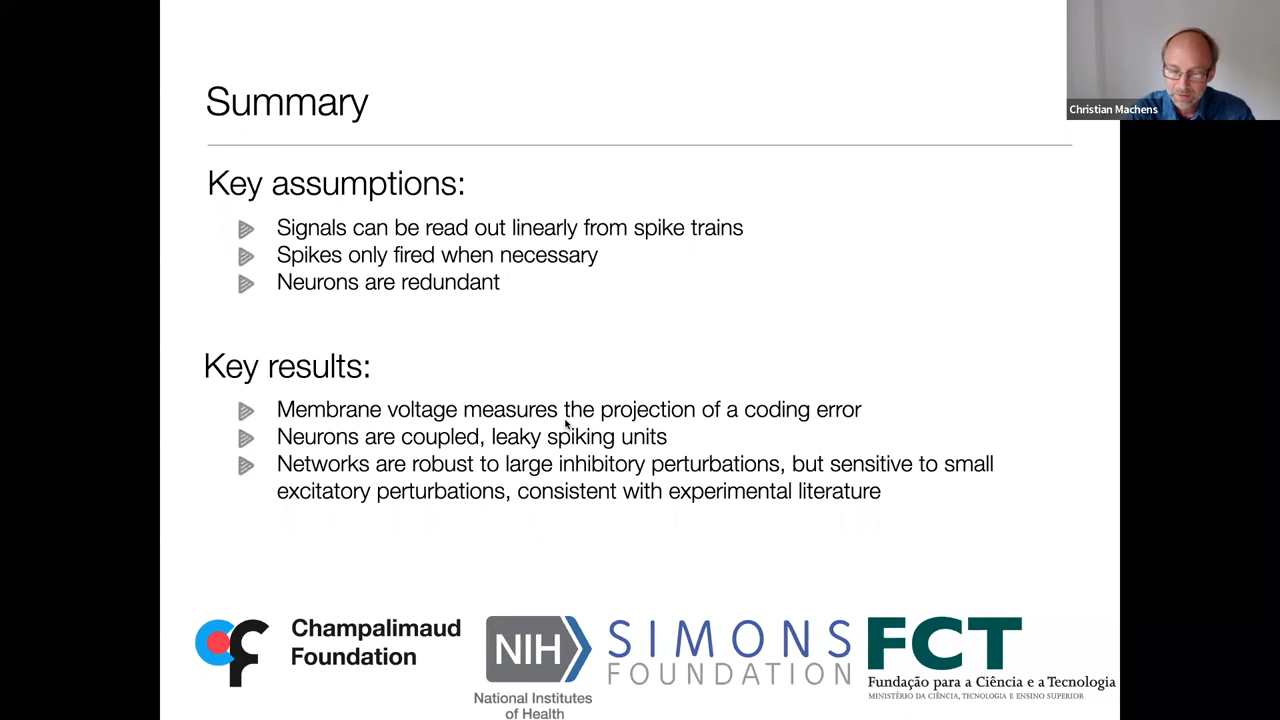 Summary
Christian Machens
Key assumptions:
Signals can be read out linearly from spike trains
Spikes only fired when necessary
Neurons are redundant
Key results:
Membrane voltage measures the projection of a coding error
Neurons are coupled, leaky spiking units
Networks are robust to large inhibitory perturbations, but sensitive to small
excitatory perturbations, consistent with experimental literature
Champalimaud
Foundation
NIH
National Institutes
of Health
SIMONS
FOUNDATION
FCT
Fundação para a Ciência e a Tecnologia
MINISTÉRIO DA CIÊNCIA, TECNOLOGIA E ENSINO SUPERIOR